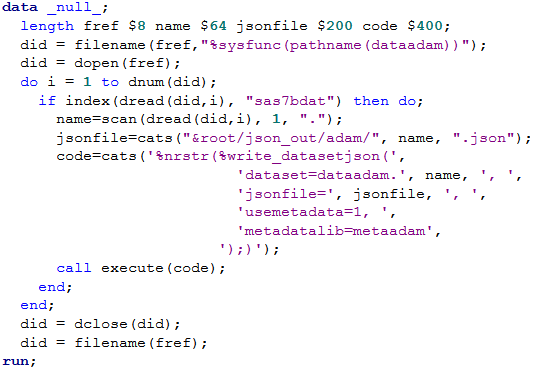 data _null_;
  length fref $8 name $64 jsonfile $200 code $400;
  did = filename(fref,"%sysfunc(pathname(dataadam))");
  did = dopen(fref);
  do i = 1 to dnum(did);
    if index(dread(did,i), "sas7bdat") then do;
      name=scan(dread(did,i), 1, ".");
      jsonfile=cats("&root/json_out/adam/", name, ".json");
      code=cats('%nrstr(%write_datasetjson(',
                         'dataset=dataadam.', name, ', ',
                         'jsonfile=', jsonfile, ', ',
                         'usemetadata=1, ',
                         'metadatalib=metaadam',
                       ');)');
      call execute(code);
    end;
  end;
  did = dclose(did);
  did = filename(fref);
run;